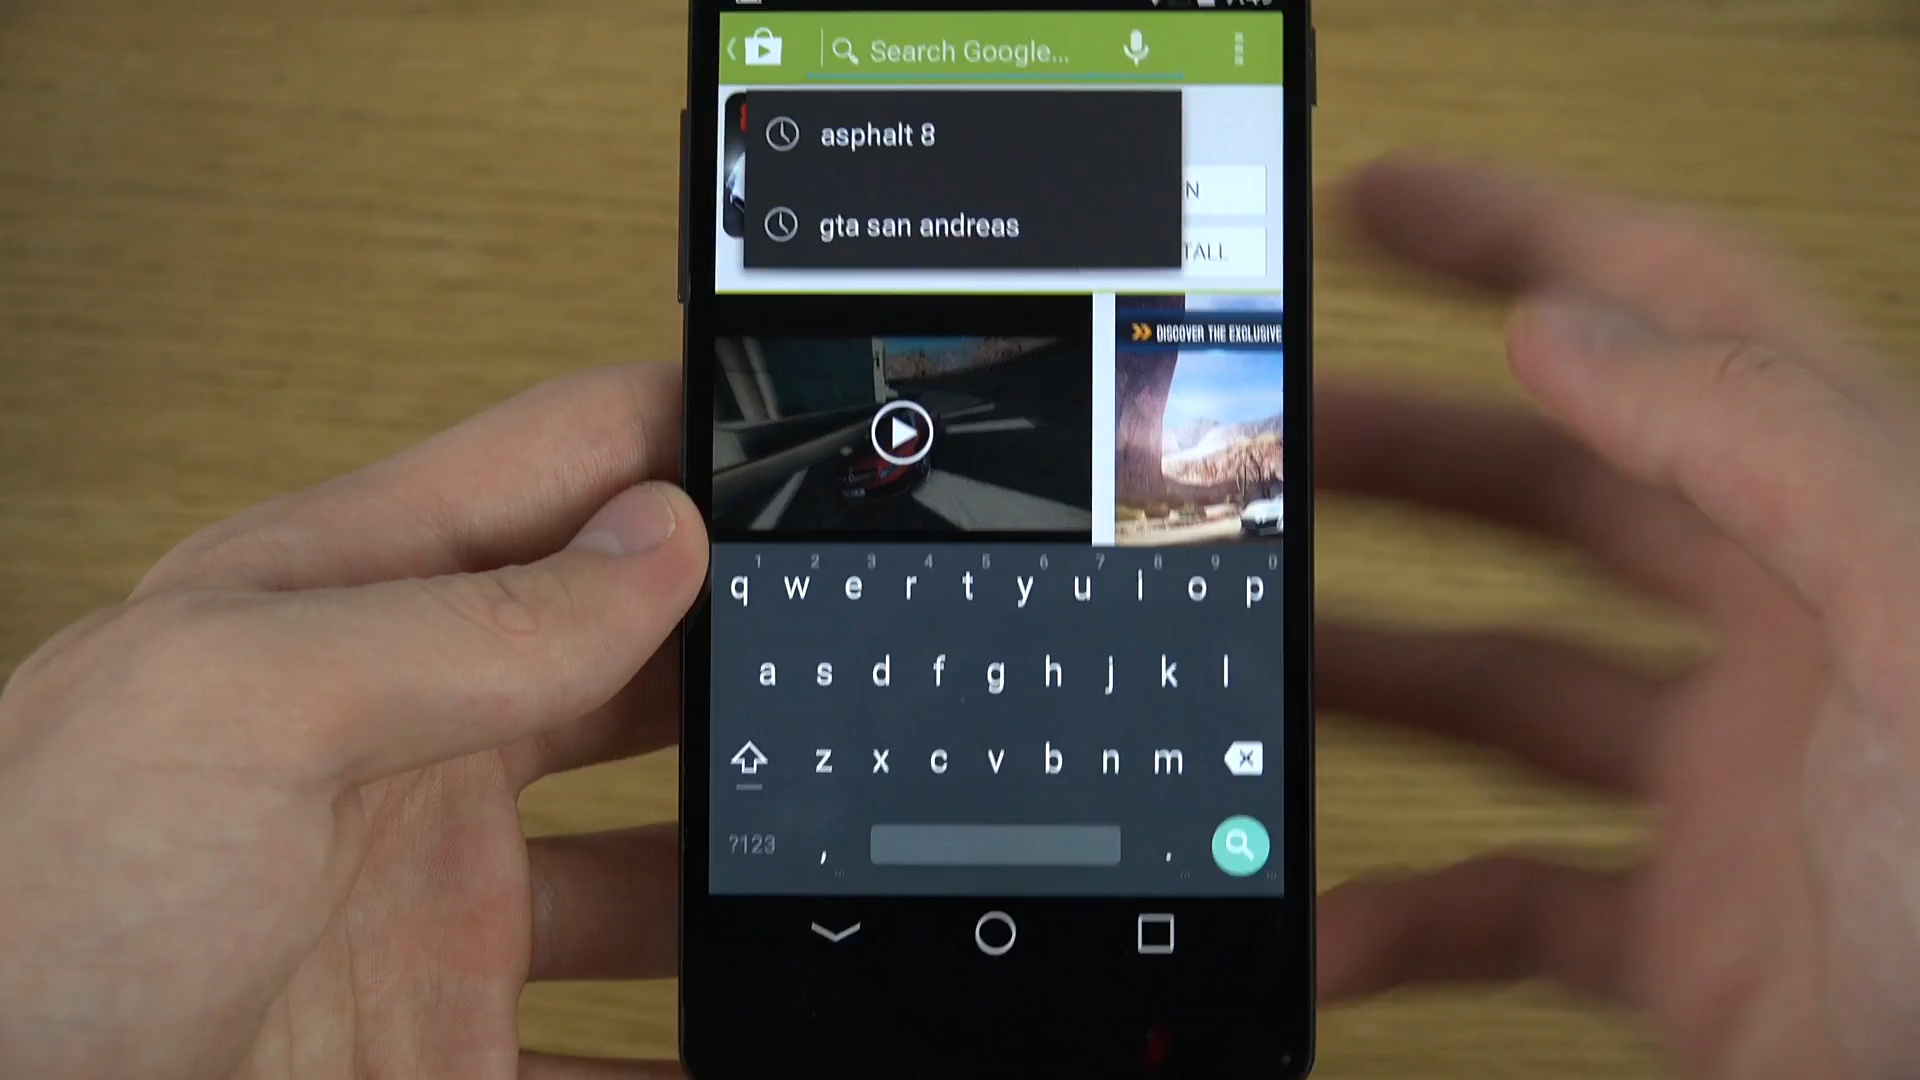 Search Google...
asphalt 8
gta san andreas
N
TALL
DISCOVER THE EXCLUSIVE
1 2 3 4 5 6 7 8 9 0
q w e r t y u i o p
a s d f g h j k l
z x c v b n m
?123 , .